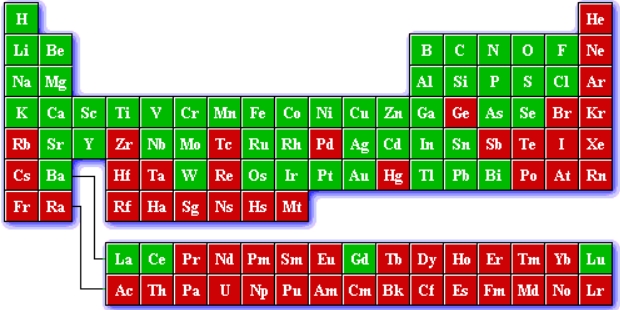 H He
Li Be B C N O F Ne
Na Mg Al Si P S Cl Ar
K Ca Sc Ti V Cr Mn Fe Co Ni Cu Zn Ga Ge As Se Br Kr
Rb Sr Y Zr Nb Mo Tc Ru Rh Pd Ag Cd In Sn Sb Te I Xe
Cs Ba Hf Ta W Re Os Ir Pt Au Hg Tl Pb Bi Po At Rn
Fr Ra Rf Ha Sg Ns Hs Mt
La Ce Pr Nd Pm Sm Eu Gd Tb Dy Ho Er Tm Yb Lu
Ac Th Pa U Np Pu Am Cm Bk Cf Es Fm Md No Lr